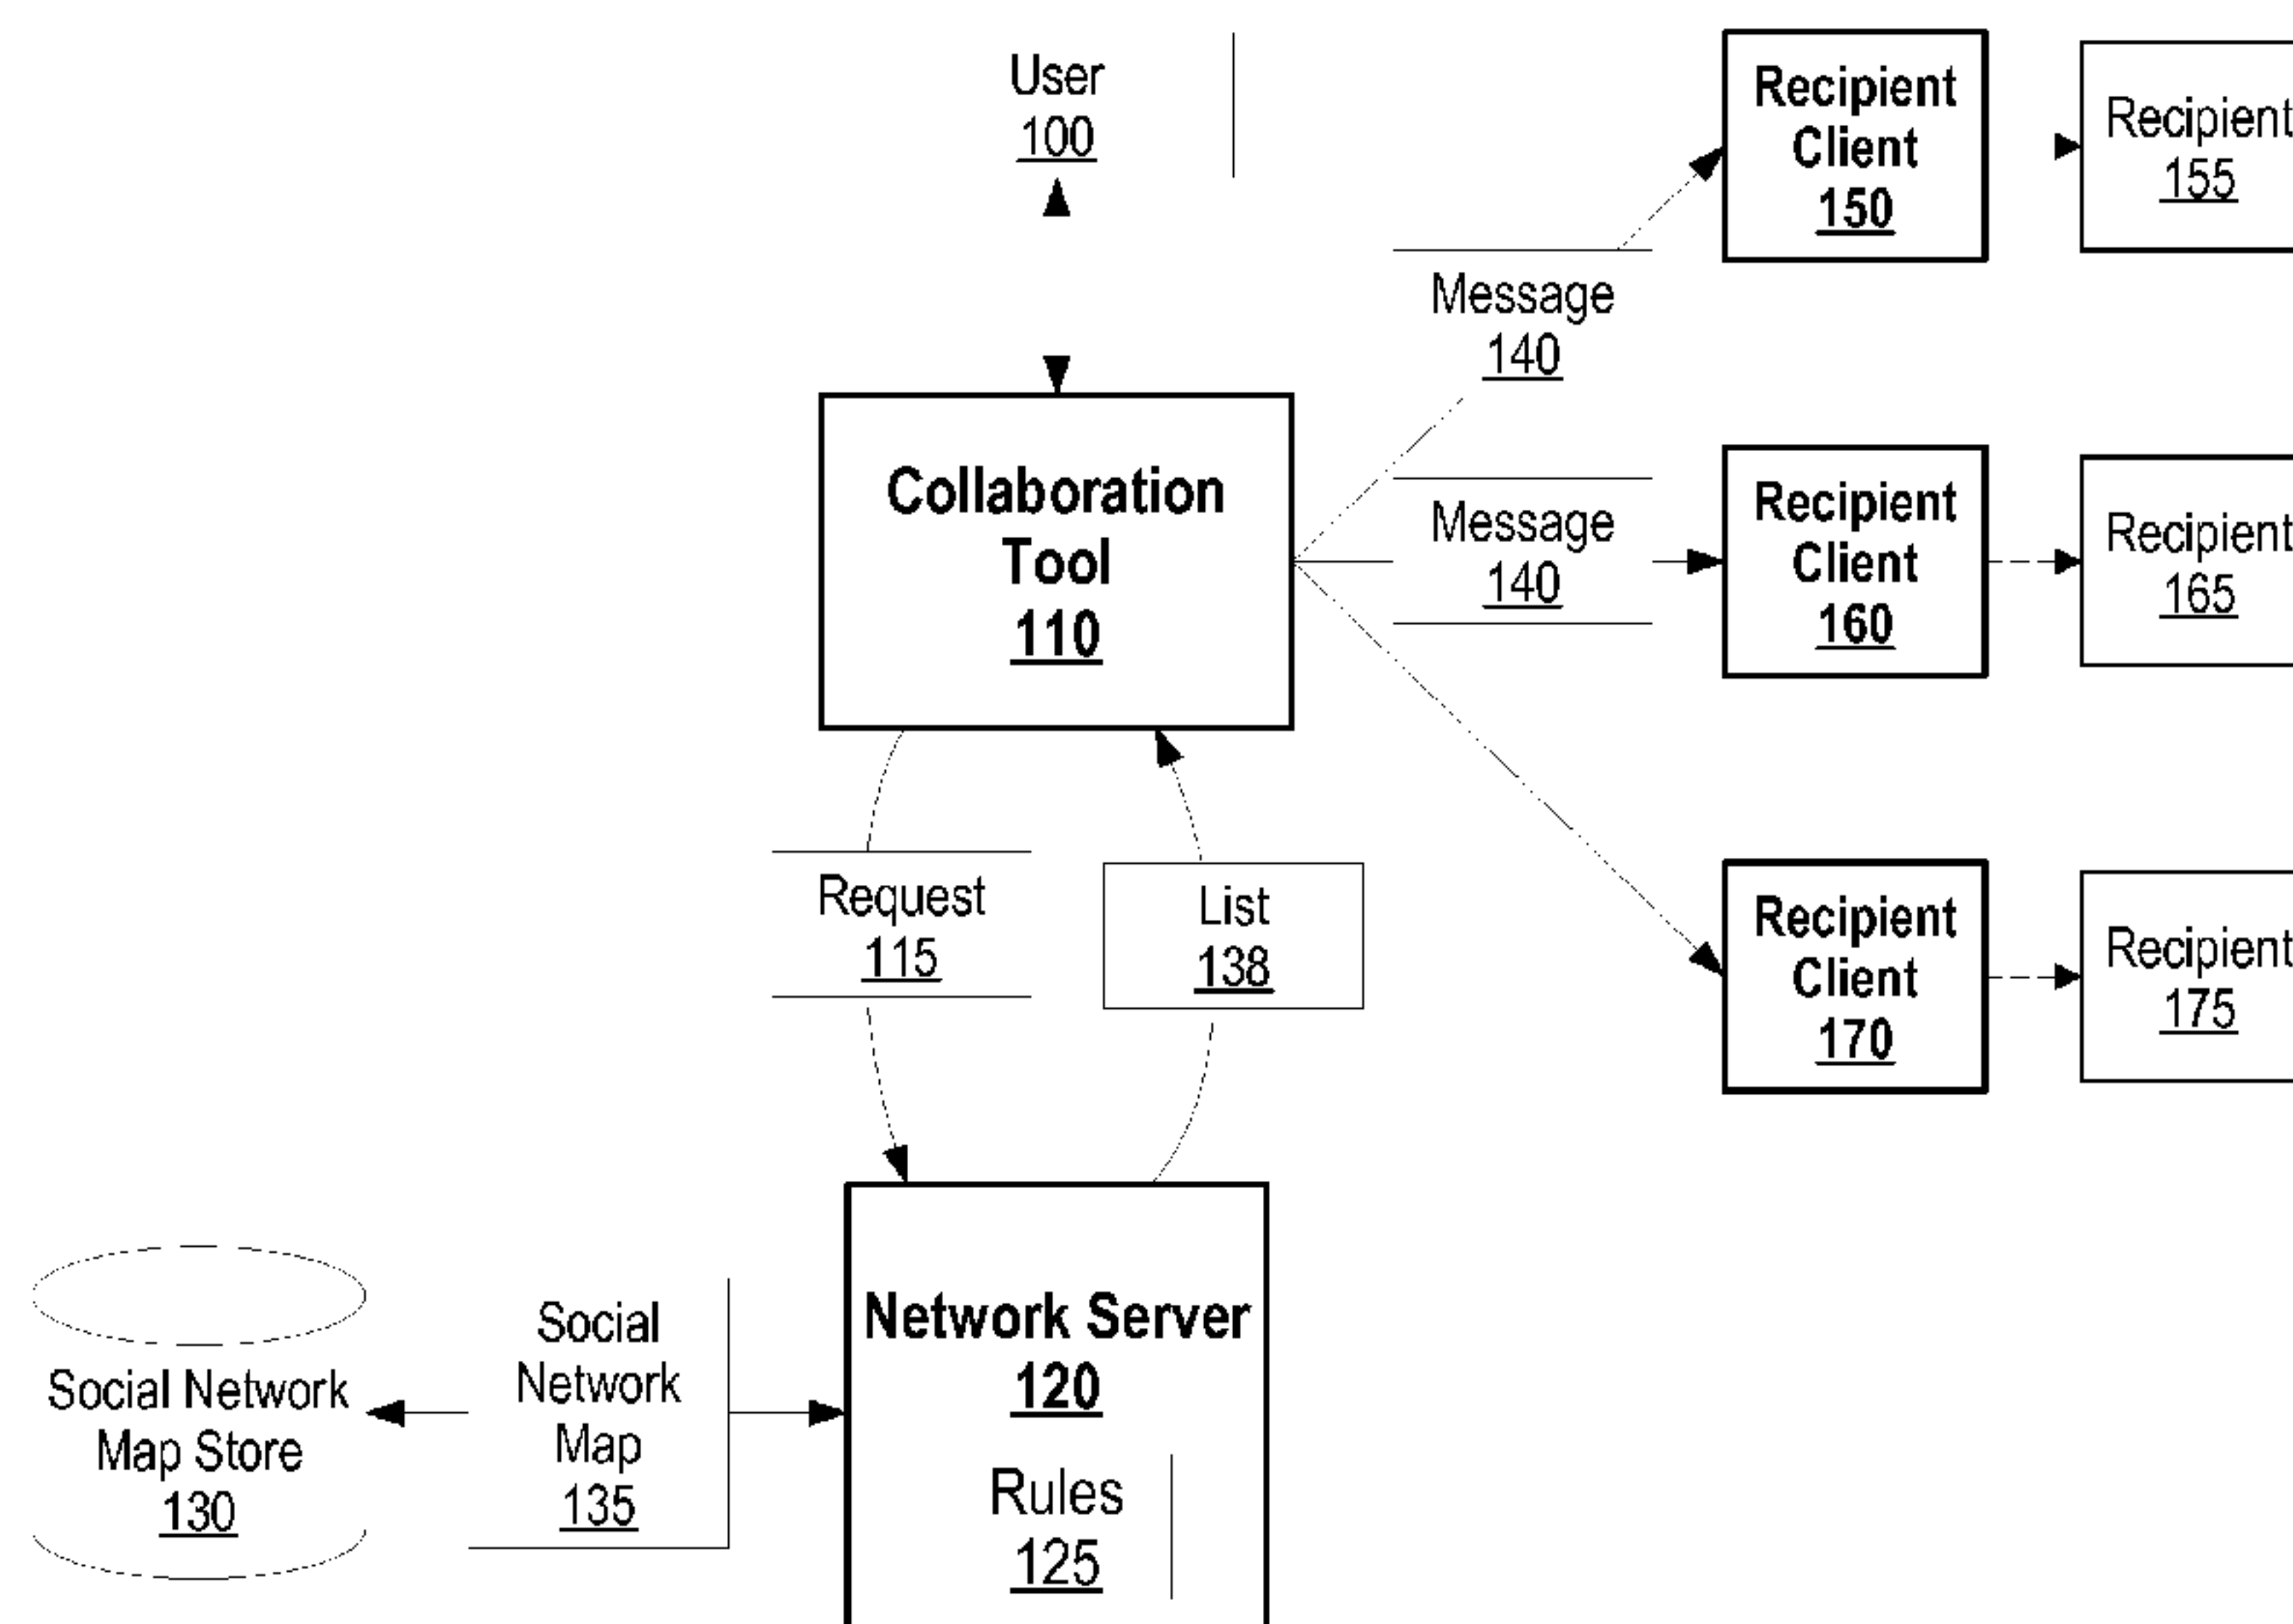 User
100
Recipient
Client
150
Recipient
155
Message
140
Collaboration
Tool
110
Message
140
Recipient
Client
160
Recipient
165
Request
115
List
138
Recipient
Client
170
Recipient
175
Social Network
Map Store
130
Social
Network
Map
135
Network Server
120
Rules
125